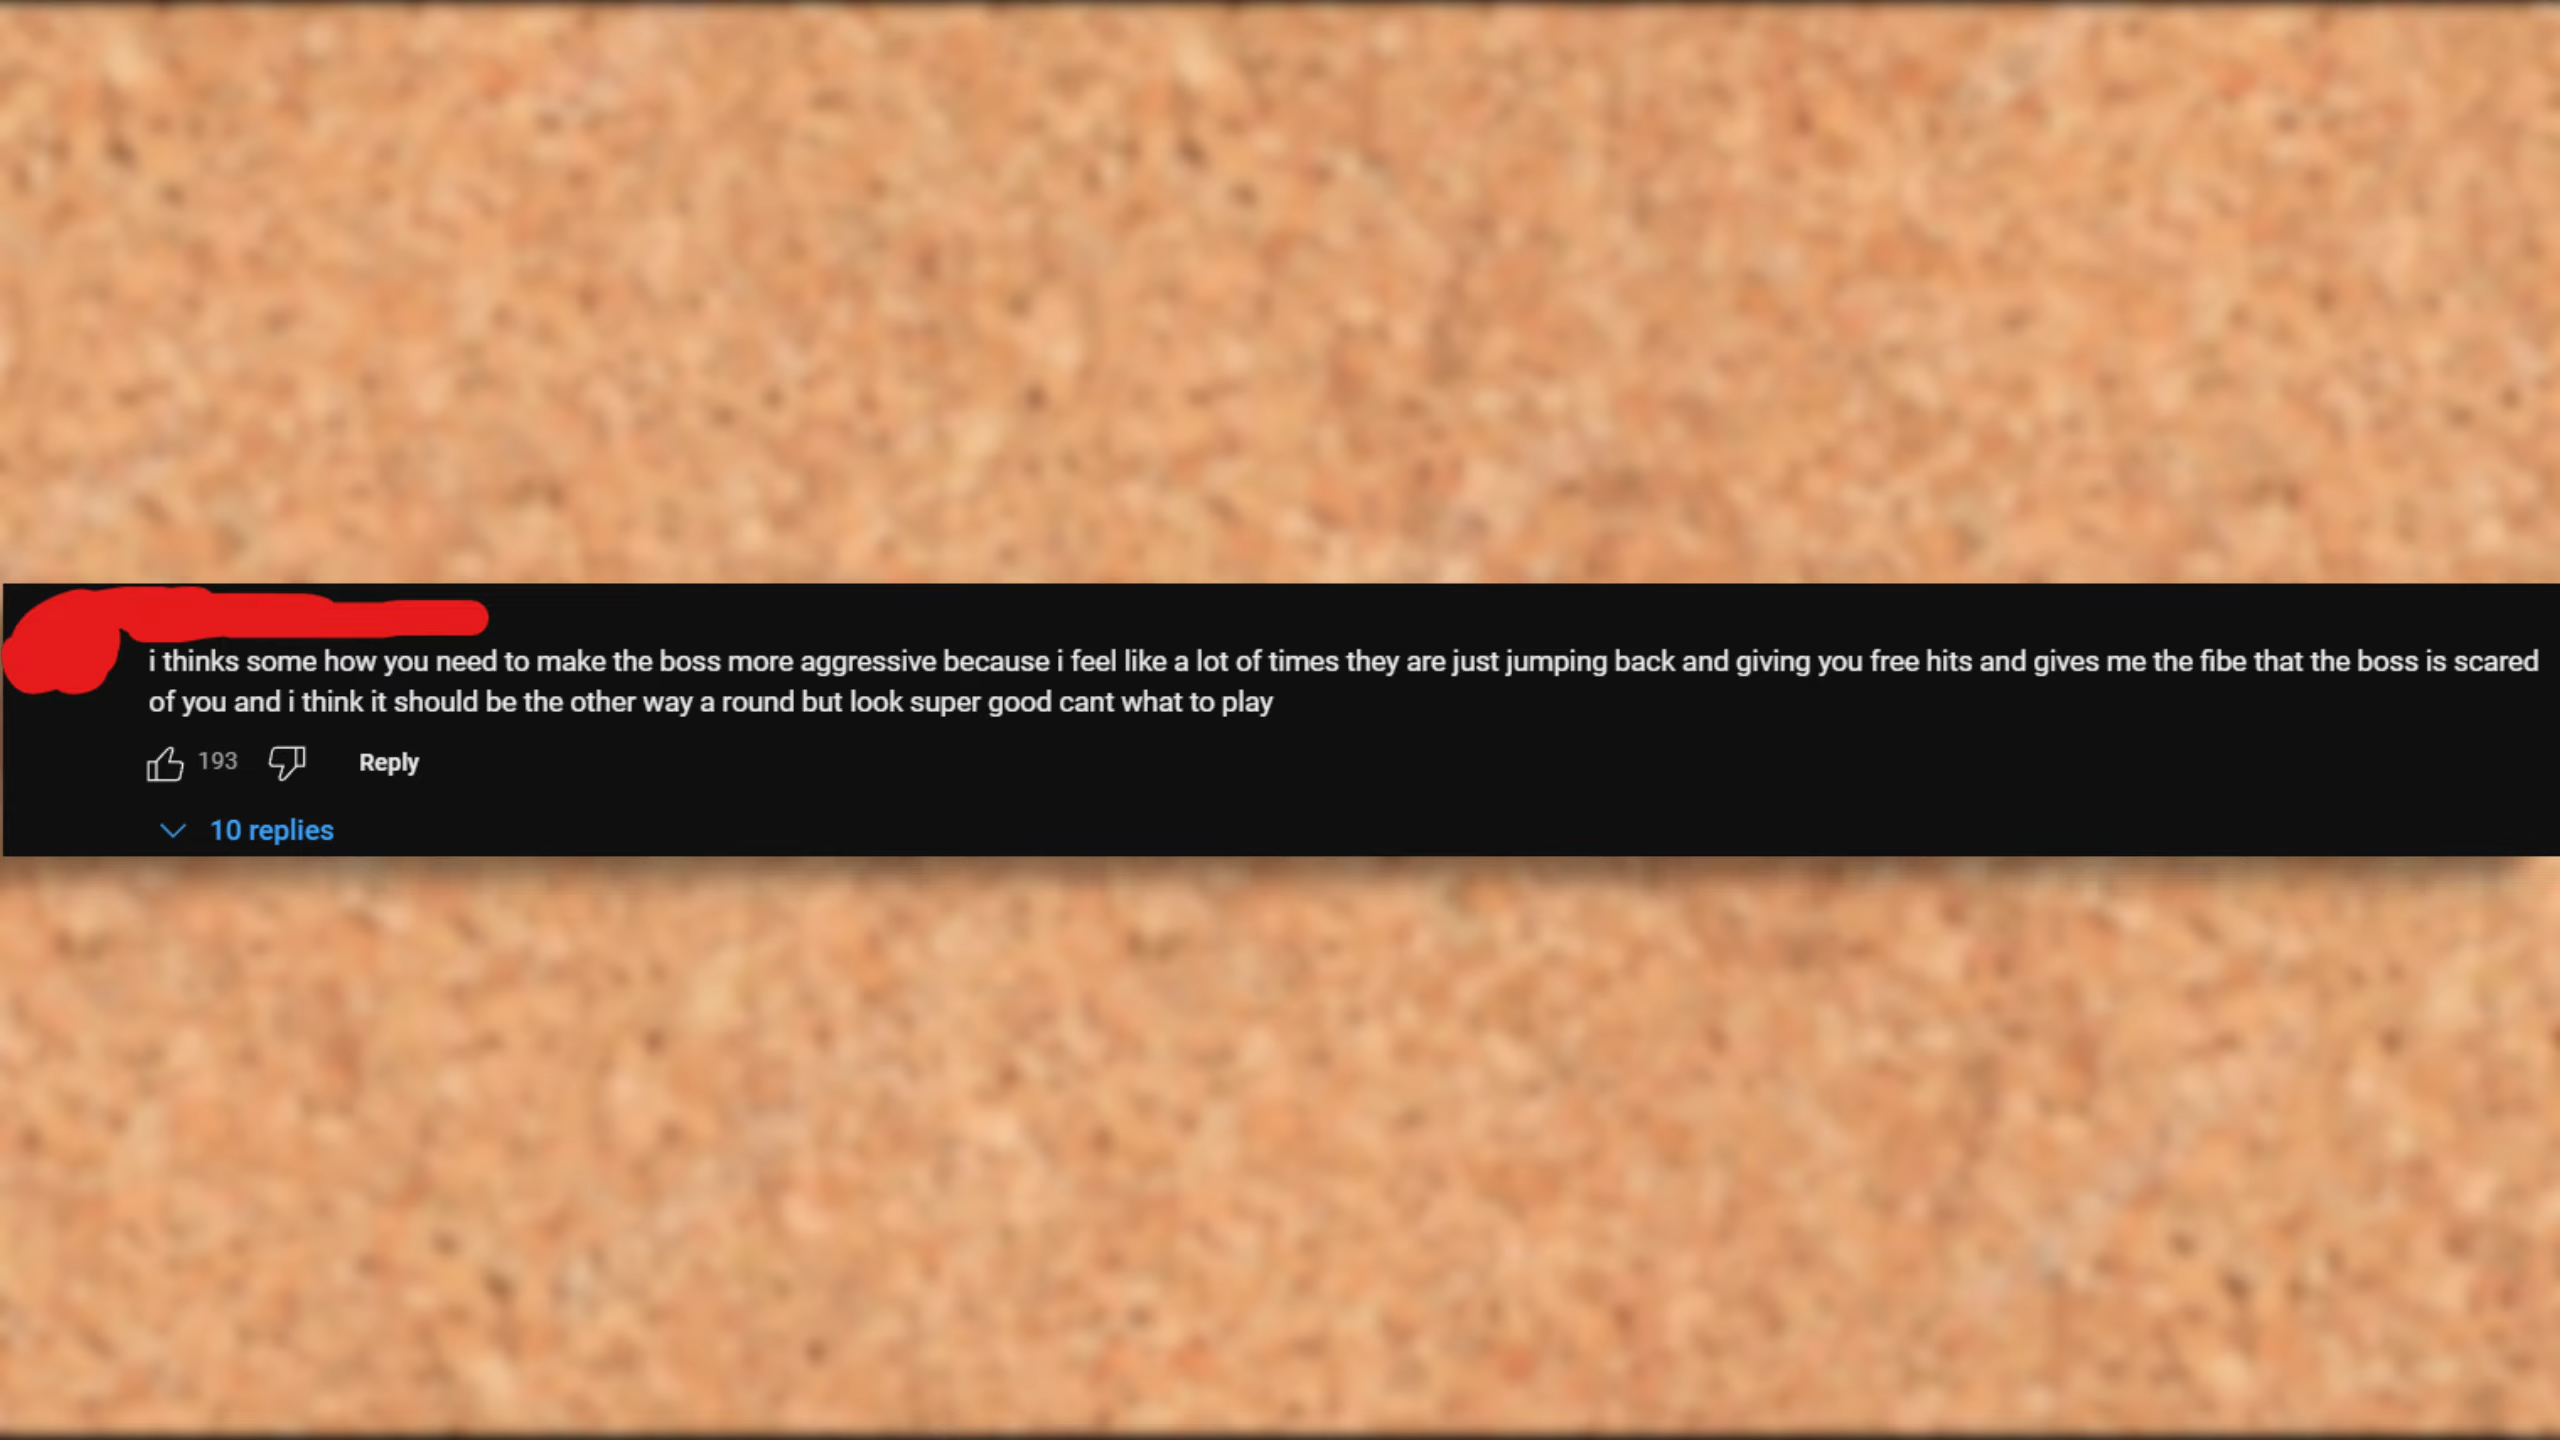 i thinks some how you need to make the boss more aggressive because i feel like a lot of times they are just jumping back and giving you free hits and gives me the fibe that the boss is scared
of you and i think it should be the other way a round but look super good cant what to play
193 Reply
10 replies